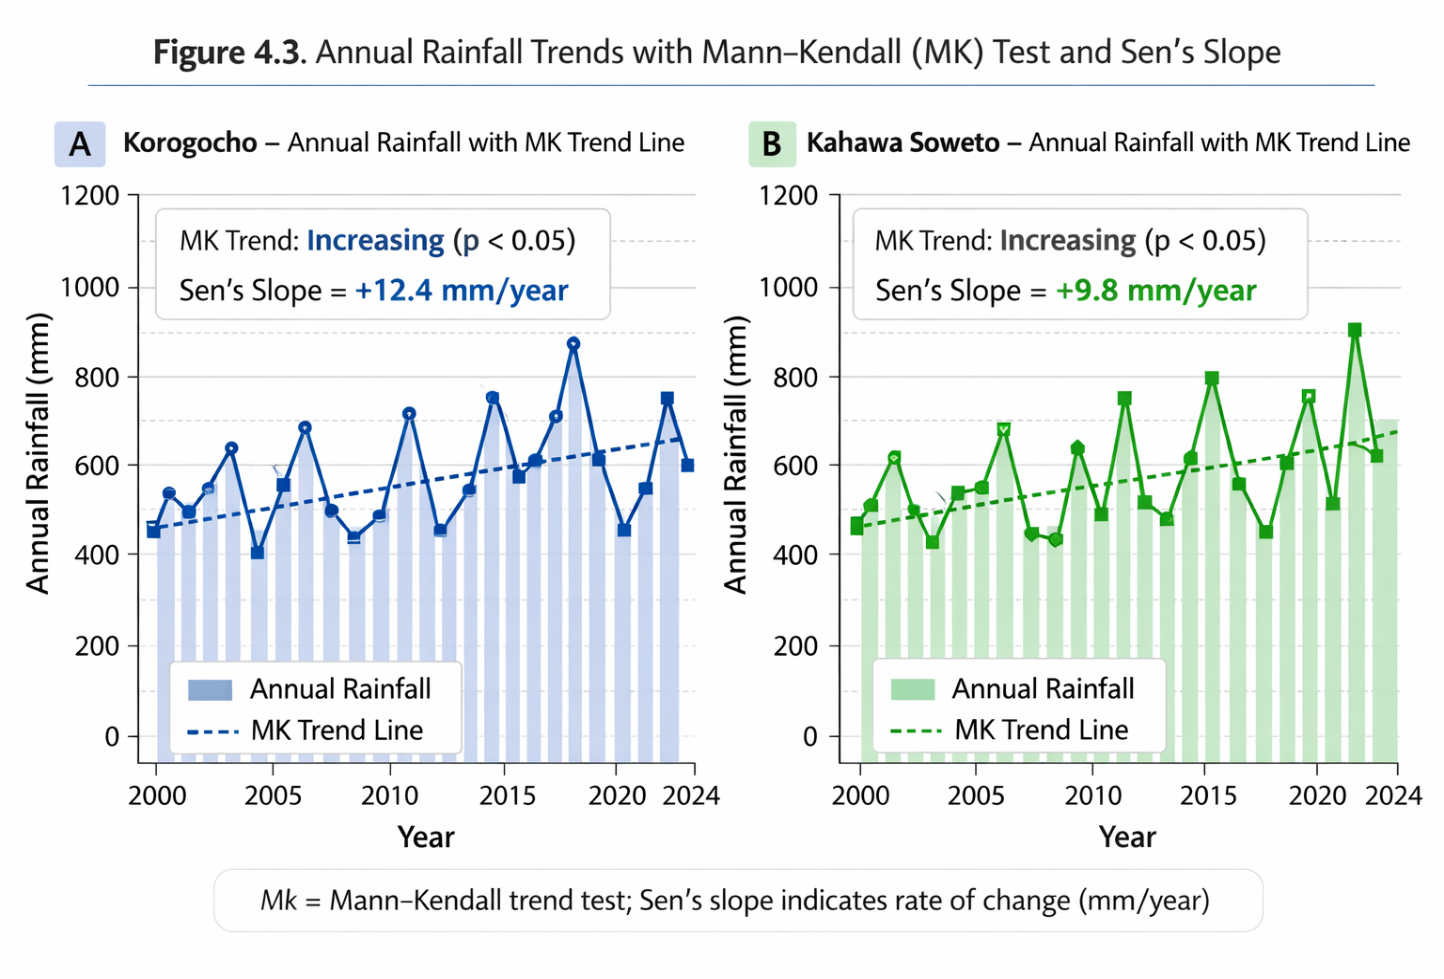 Figure 4.3. Annual Rainfall Trends with Mann–Kendall (MK) Test and Sen's Slope
A Korogocho – Annual Rainfall with MK Trend Line
1200
MK Trend: Increasing (p < 0.05)
1000
Sen's Slope = +12.4 mm/year
800
600
400
200
0
Annual Rainfall (mm)
Annual Rainfall
MK Trend Line
2000 2005 2010 2015 2020 2024
Year
B Kahawa Soweto – Annual Rainfall with MK Trend Line
1200
MK Trend: Increasing (p < 0.05)
1000
Sen's Slope = +9.8 mm/year
800
600
400
200
0
Annual Rainfall (mm)
Annual Rainfall
MK Trend Line
2000 2005 2010 2015 2020 2024
Year
Mk = Mann–Kendall trend test; Sen's slope indicates rate of change (mm/year)